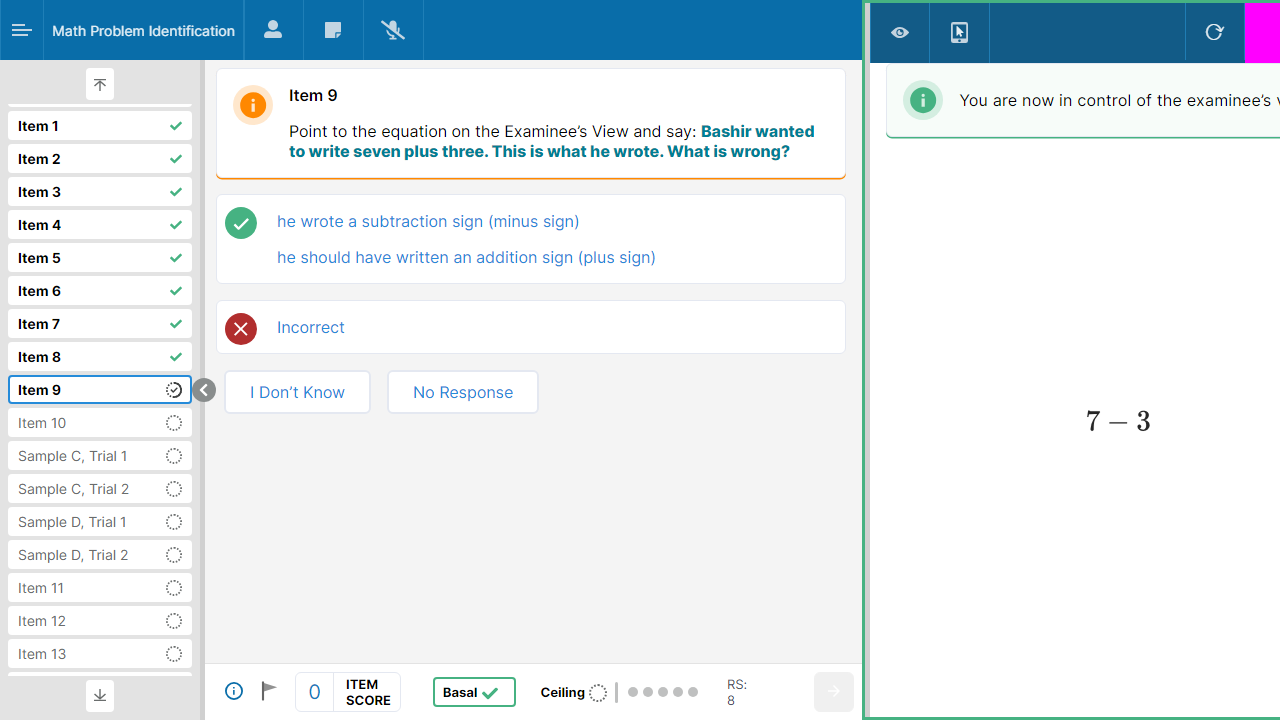 Math Problem Identification
Item 1
Item 2
Item 3
Item 4
Item 5
Item 6
Item 7
Item 8
Item 9
Item 10
Sample C, Trial 1
Sample C, Trial 2
Sample D, Trial 1
Sample D, Trial 2
Item 11
Item 12
Item 13
Item 9
Point to the equation on the Examinee’s View and say: Bashir wanted
to write seven plus three. This is what he wrote. What is wrong?
he wrote a subtraction sign (minus sign)
he should have written an addition sign (plus sign)
Incorrect
I Don’t Know
No Response
0 ITEM SCORE
Basal
Ceiling
RS:
8
You are now in control of the examinee’s
7 − 3